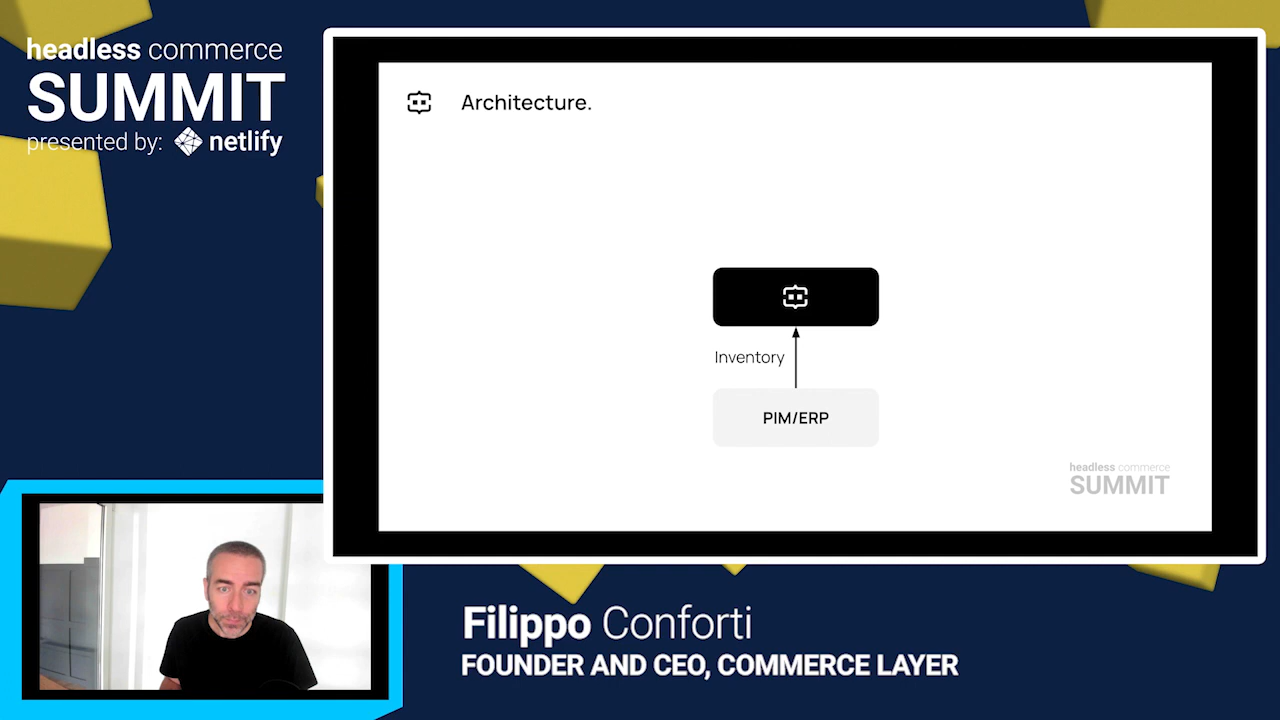 headless commerce
SUMMIT
presented by: netlify
Architecture.
Inventory
PIM/ERP
headless commerce
SUMMIT
Filippo Conforti
FOUNDER AND CEO, COMMERCE LAYER